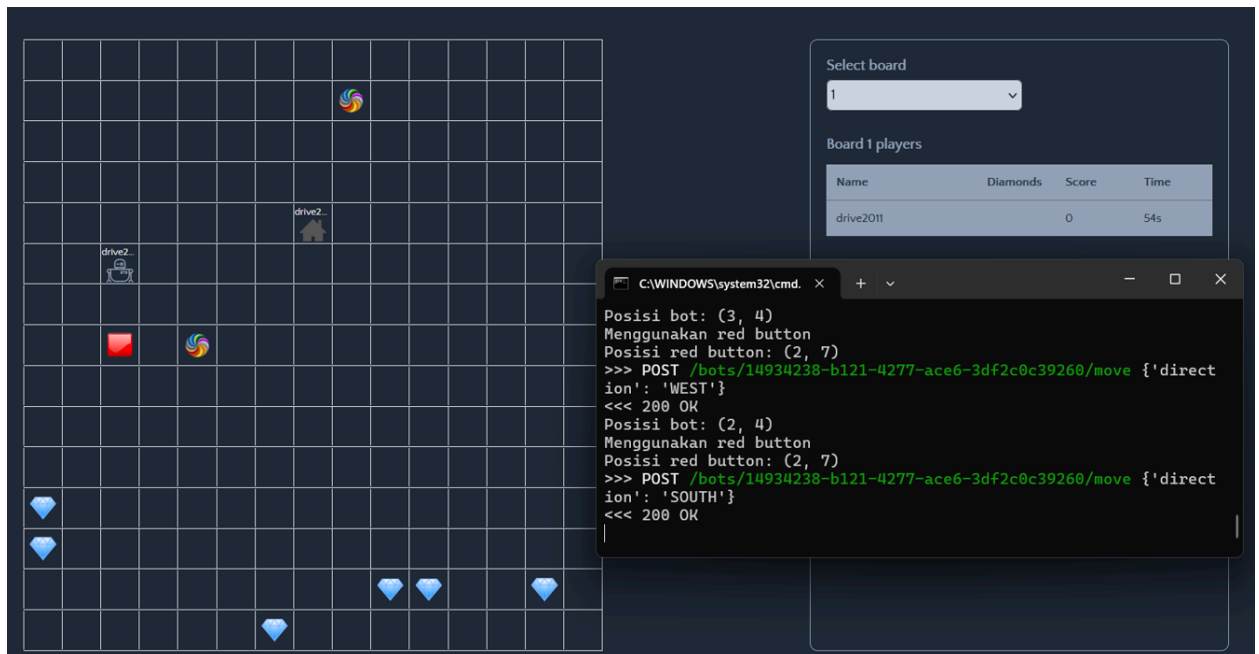 Select board
1
Board 1 players
Name Diamonds Score Time
drive2011 0 54s
drive2...
drive2...
C:\WINDOWS\system32\cmd.
Posisi bot: (3, 4)
Menggunakan red button
Posisi red button: (2, 7)
>>> POST /bots/14934238-b121-4277-ace6-3df2c0c39260/move {'direct
ion': 'WEST'}
<<< 200 OK
Posisi bot: (2, 4)
Menggunakan red button
Posisi red button: (2, 7)
>>> POST /bots/14934238-b121-4277-ace6-3df2c0c39260/move {'direct
ion': 'SOUTH'}
<<< 200 OK